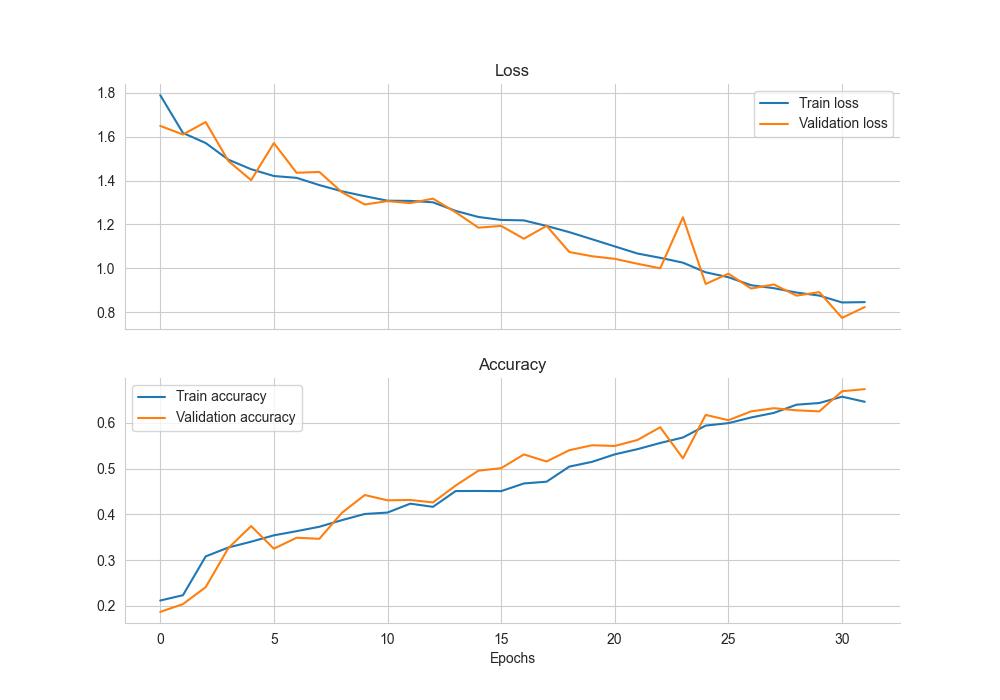 Loss
1.8
1.6
1.4
1.2
1.0
0.8
Train loss
Validation loss
Accuracy
0.6
0.5
0.4
0.3
0.2
Train accuracy
Validation accuracy
0 5 10 15 20 25 30
Epochs